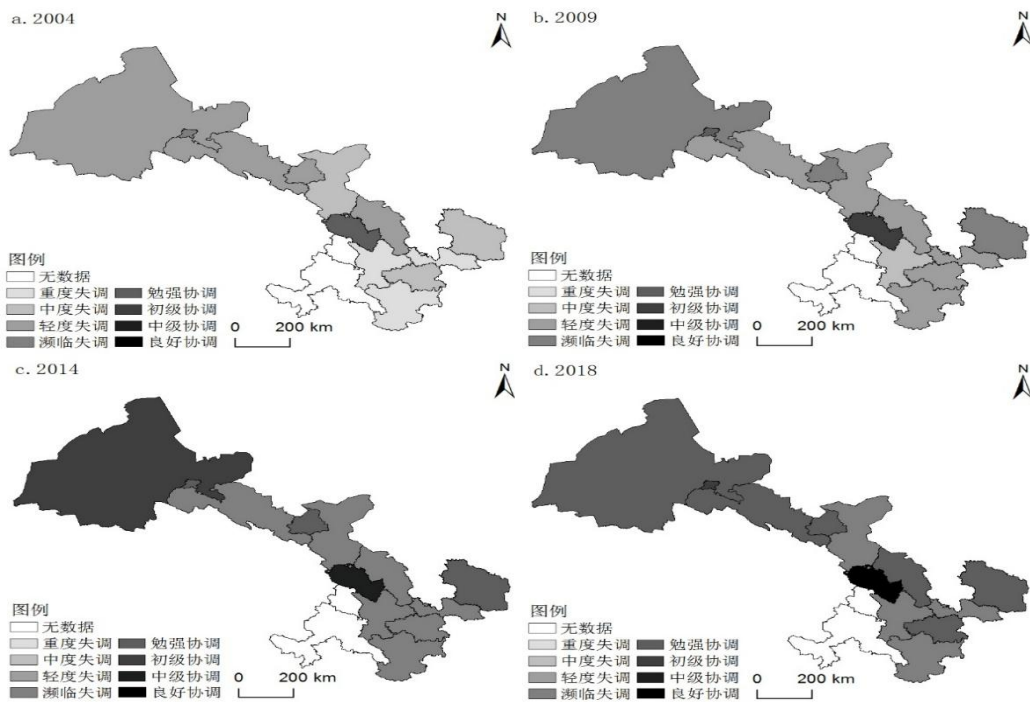 a. 2004
N
图例
无数据
重度失调 勉强协调
中度失调 初级协调
轻度失调 中级协调
濒临失调 良好协调
0 200 km
b. 2009
N
图例
无数据
重度失调 勉强协调
中度失调 初级协调
轻度失调 中级协调
濒临失调 良好协调
0 200 km
c. 2014
N
图例
无数据
重度失调 勉强协调
中度失调 初级协调
轻度失调 中级协调
濒临失调 良好协调
0 200 km
d. 2018
N
图例
无数据
重度失调 勉强协调
中度失调 初级协调
轻度失调 中级协调
濒临失调 良好协调
0 200 km